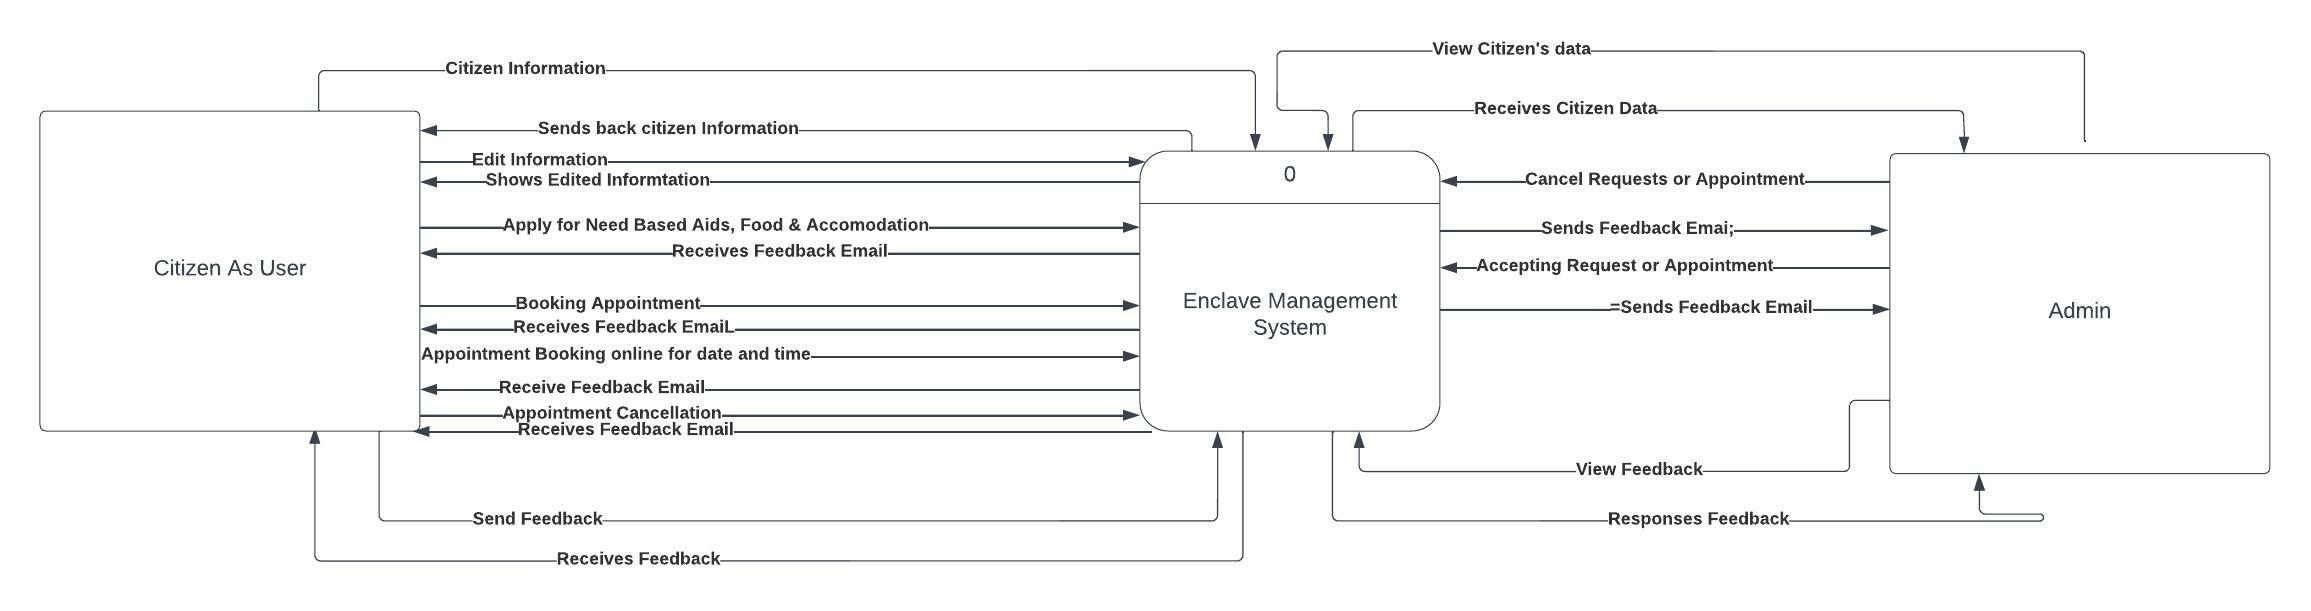 View Citizen's data
Citizen Information
Receives Citizen Data
Sends back citizen Information
Edit Information
Shows Edited Informtation
0
Cancel Requests or Appointment
Apply for Need Based Aids, Food & Accomodation
Sends Feedback Emai;
Receives Feedback Email
Accepting Request or Appointment
Citizen As User
Enclave Management
System
Booking Appointment
=Sends Feedback Email
Admin
Receives Feedback EmaiL
Appointment Booking online for date and time
Receive Feedback Email
Appointment Cancellation
Receives Feedback Email
View Feedback
Send Feedback
Responses Feedback
Receives Feedback